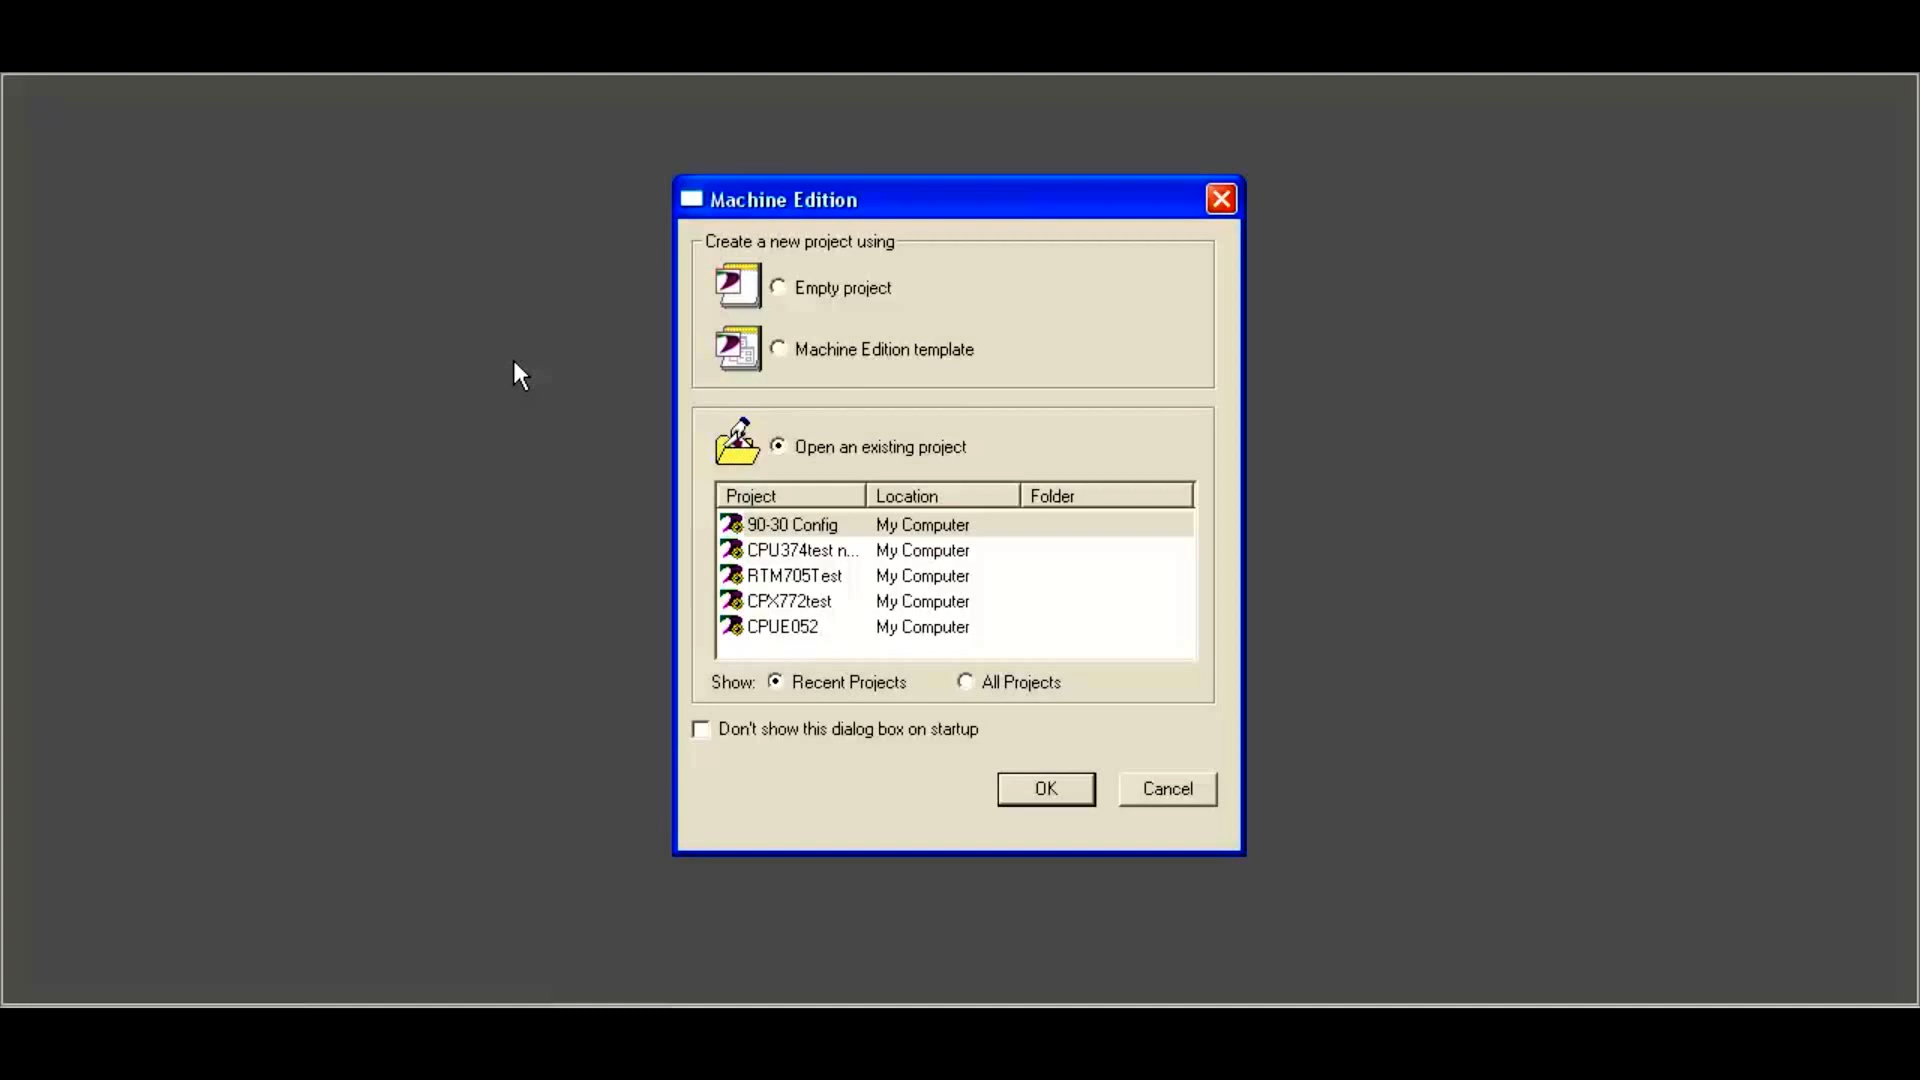 Machine Edition
Create a new project using
Empty project
Machine Edition template
Open an existing project
Project Location Folder
90-30 Config My Computer
CPU374test n... My Computer
RTM705Test My Computer
CPX772test My Computer
CPUE052 My Computer
Show: Recent Projects All Projects
Don't show this dialog box on startup
OK Cancel